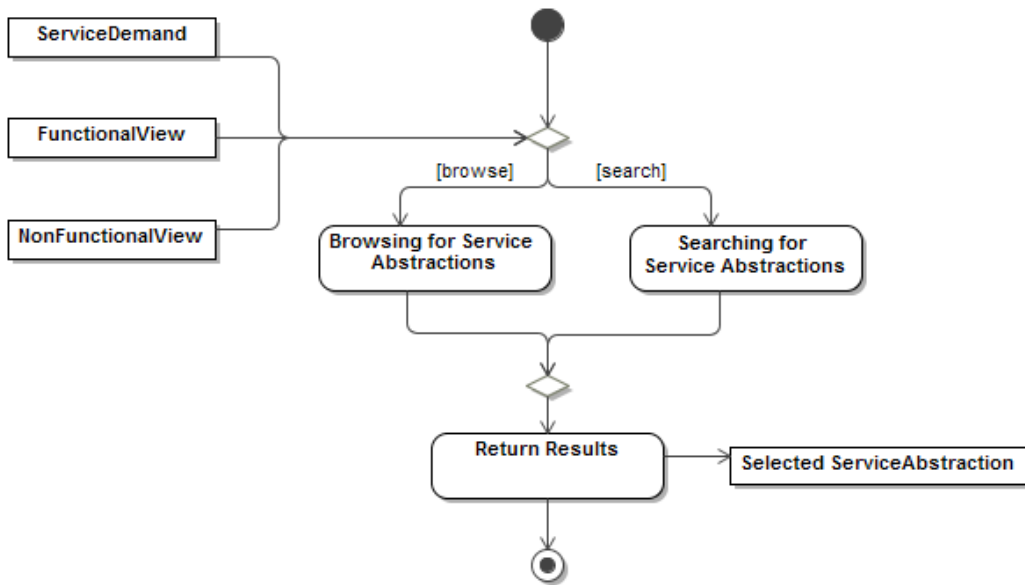 ServiceDemand
FunctionalView
NonFunctionalView
[browse]
[search]
Browsing for Service
Abstractions
Searching for
Service Abstractions
Return Results
Selected ServiceAbstraction